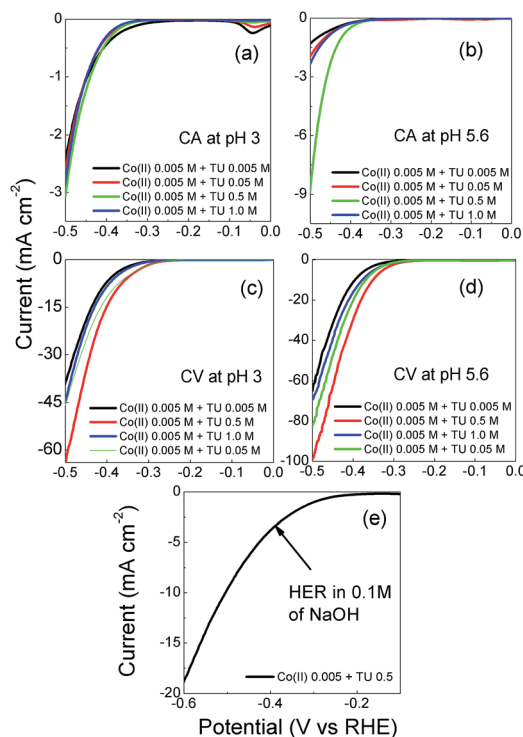 0
-1
-2
-3
-0.5 -0.4 -0.3 -0.2 -0.1 0.0
(a)
CA at pH 3
Co(II) 0.005 M + TU 0.005 M
Co(II) 0.005 M + TU 0.05 M
Co(II) 0.005 M + TU 0.5 M
Co(II) 0.005 M + TU 1.0 M
0
-3
-6
-9
-0.5 -0.4 -0.3 -0.2 -0.1 0.0
(b)
CA at pH 5.6
Co(II) 0.005 M + TU 0.005 M
Co(II) 0.005 M + TU 0.05 M
Co(II) 0.005 M + TU 0.5 M
Co(II) 0.005 M + TU 1.0 M
Current (mA cm-2)
0
-15
-30
-45
-60
-0.5 -0.4 -0.3 -0.2 -0.1 0.0
(c)
CV at pH 3
Co(II) 0.005 M + TU 0.005 M
Co(II) 0.005 M + TU 0.5 M
Co(II) 0.005 M + TU 1.0 M
Co(II) 0.005 M + TU 0.05 M
0
-20
-40
-60
-80
-100
-0.5 -0.4 -0.3 -0.2 -0.1 0.0
(d)
CV at pH 5.6
Co(II) 0.005 M + TU 0.005 M
Co(II) 0.005 M + TU 0.5 M
Co(II) 0.005 M + TU 1.0 M
Co(II) 0.005 M + TU 0.05 M
Current (mA cm-2)
0
-5
-10
-15
-20
-0.6 -0.4 -0.2
(e)
HER in 0.1M
of NaOH
Co(II) 0.005 + TU 0.5
Potential (V vs RHE)